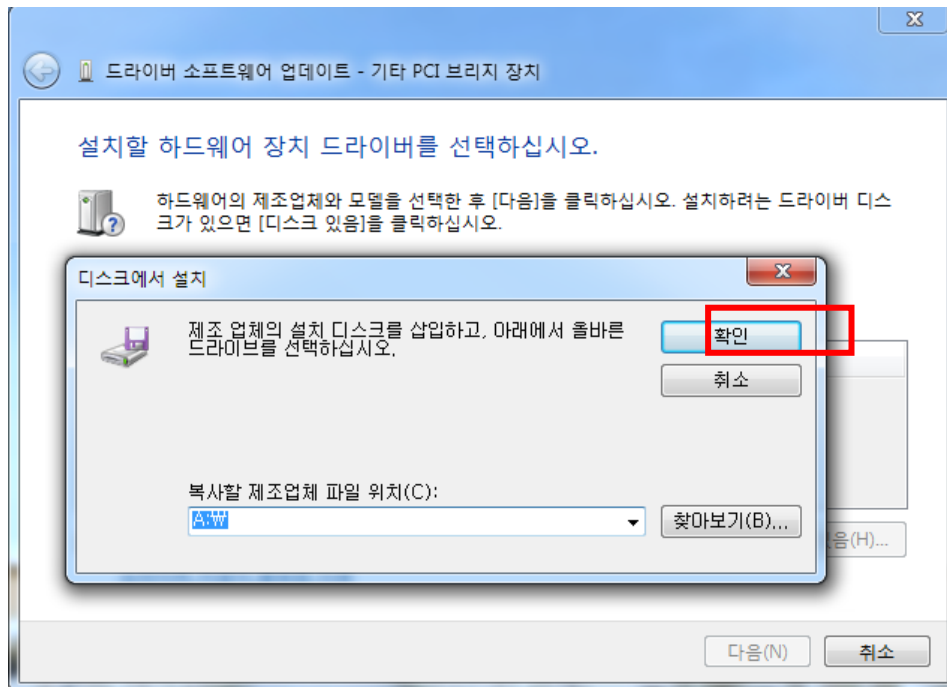 드라이버 소프트웨어 업데이트 - 기타 PCI 브리지 장치
설치할 하드웨어 장치 드라이버를 선택하십시오.
하드웨어의 제조업체와 모델을 선택한 후 [다음]을 클릭하십시오. 설치하려는 드라이버 디스
크가 있으면 [디스크 있음]을 클릭하십시오.
디스크에서 설치
제조 업체의 설치 디스크를 삽입하고, 아래에서 올바른
드라이브를 선택하십시오.
확인
취소
복사할 제조업체 파일 위치(C):
A:₩
찾아보기(B)...
음(H)...
다음(N)
취소